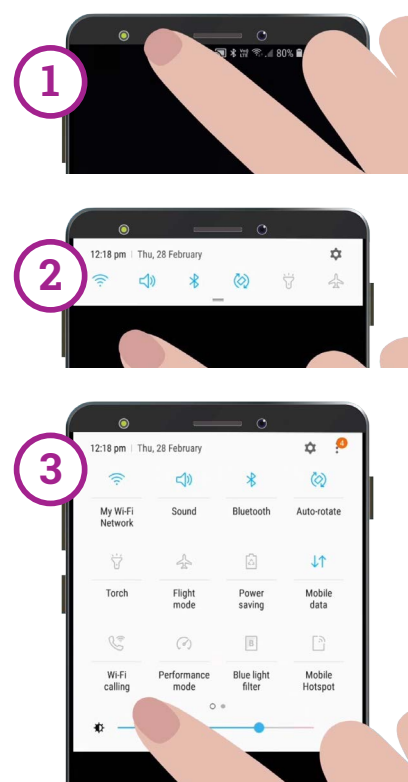 1
80%
2
12:18 pm Thu, 28 February
3
12:18 pm Thu, 28 February
4
My Wi-Fi
Network
Sound
Bluetooth
Auto-rotate
Torch
Flight
mode
Power
saving
Mobile
data
Wi-Fi
calling
Performance
mode
Blue light
filter
Mobile
Hotspot